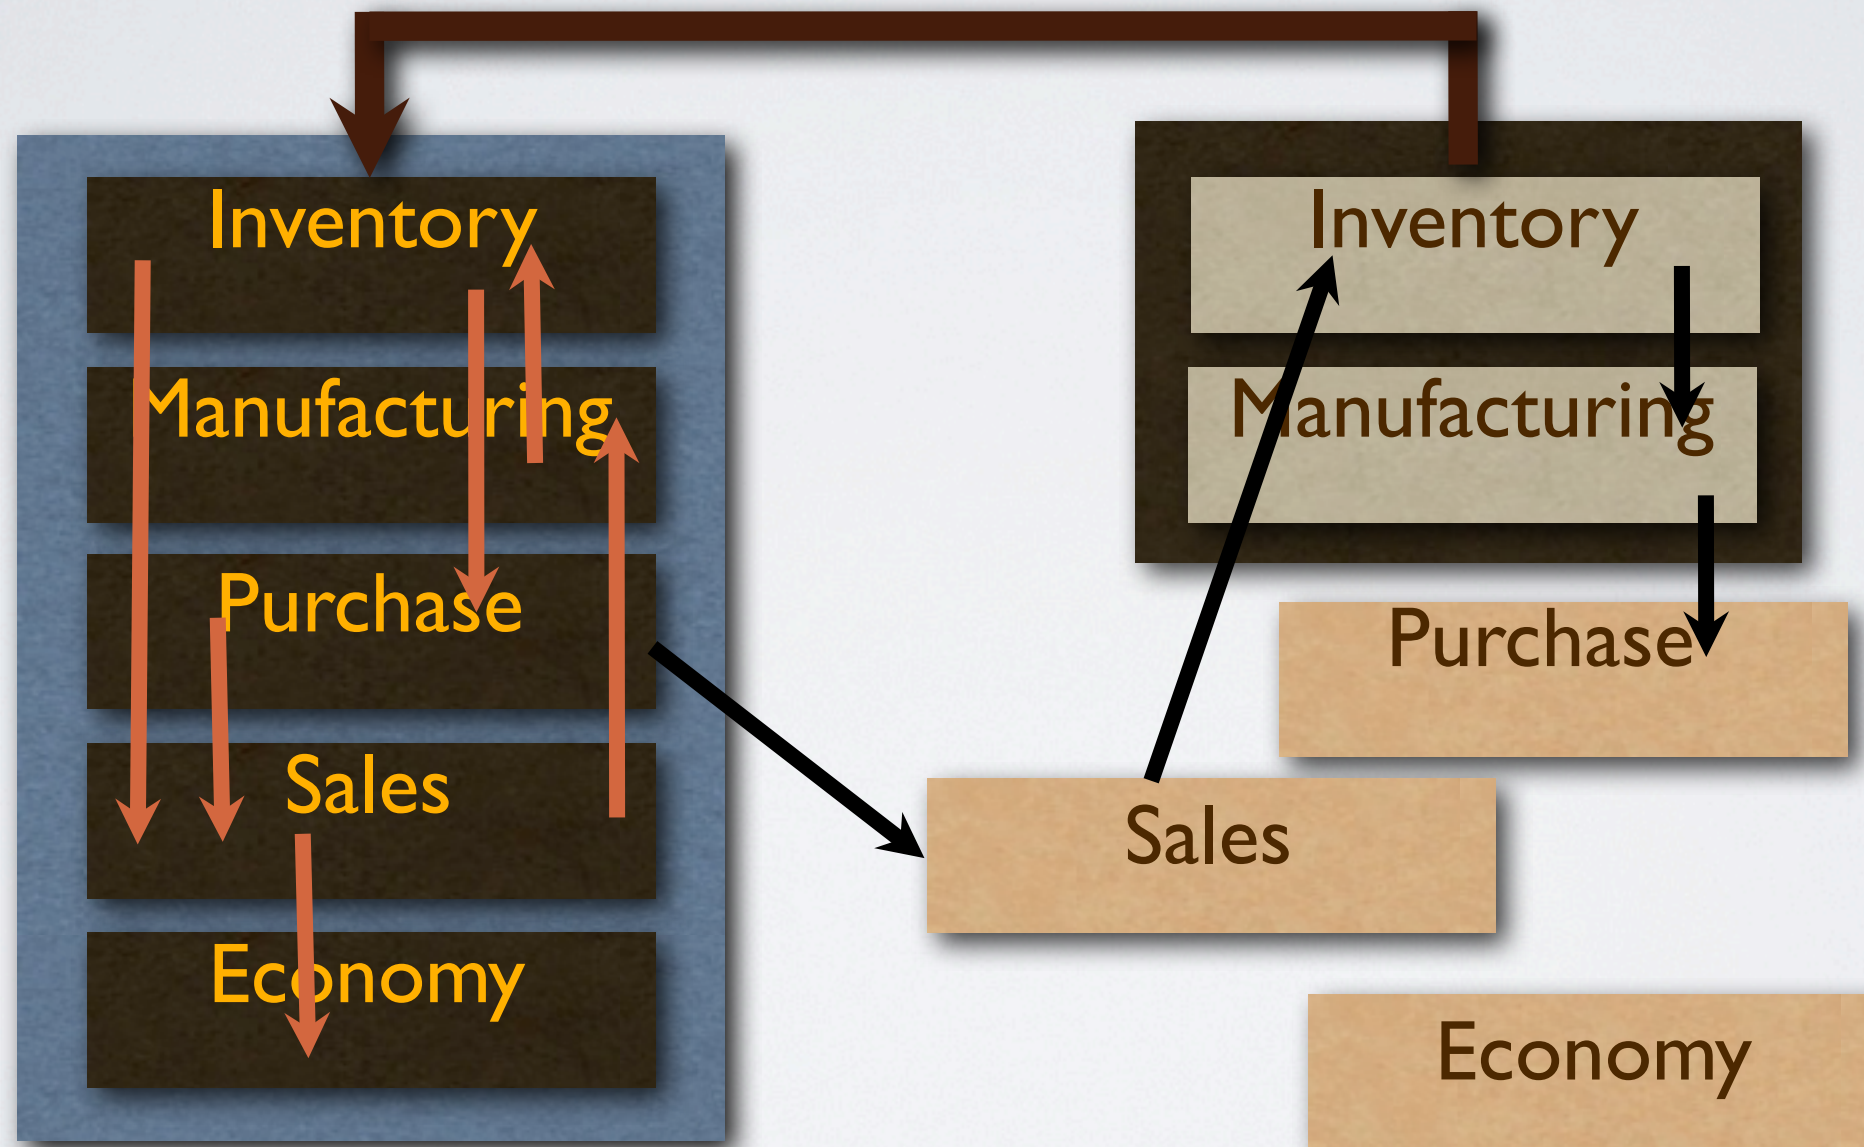 Inventory
Manufacturing
Purchase
Sales
Economy
Inventory
Manufacturing
Purchase
Sales
Economy